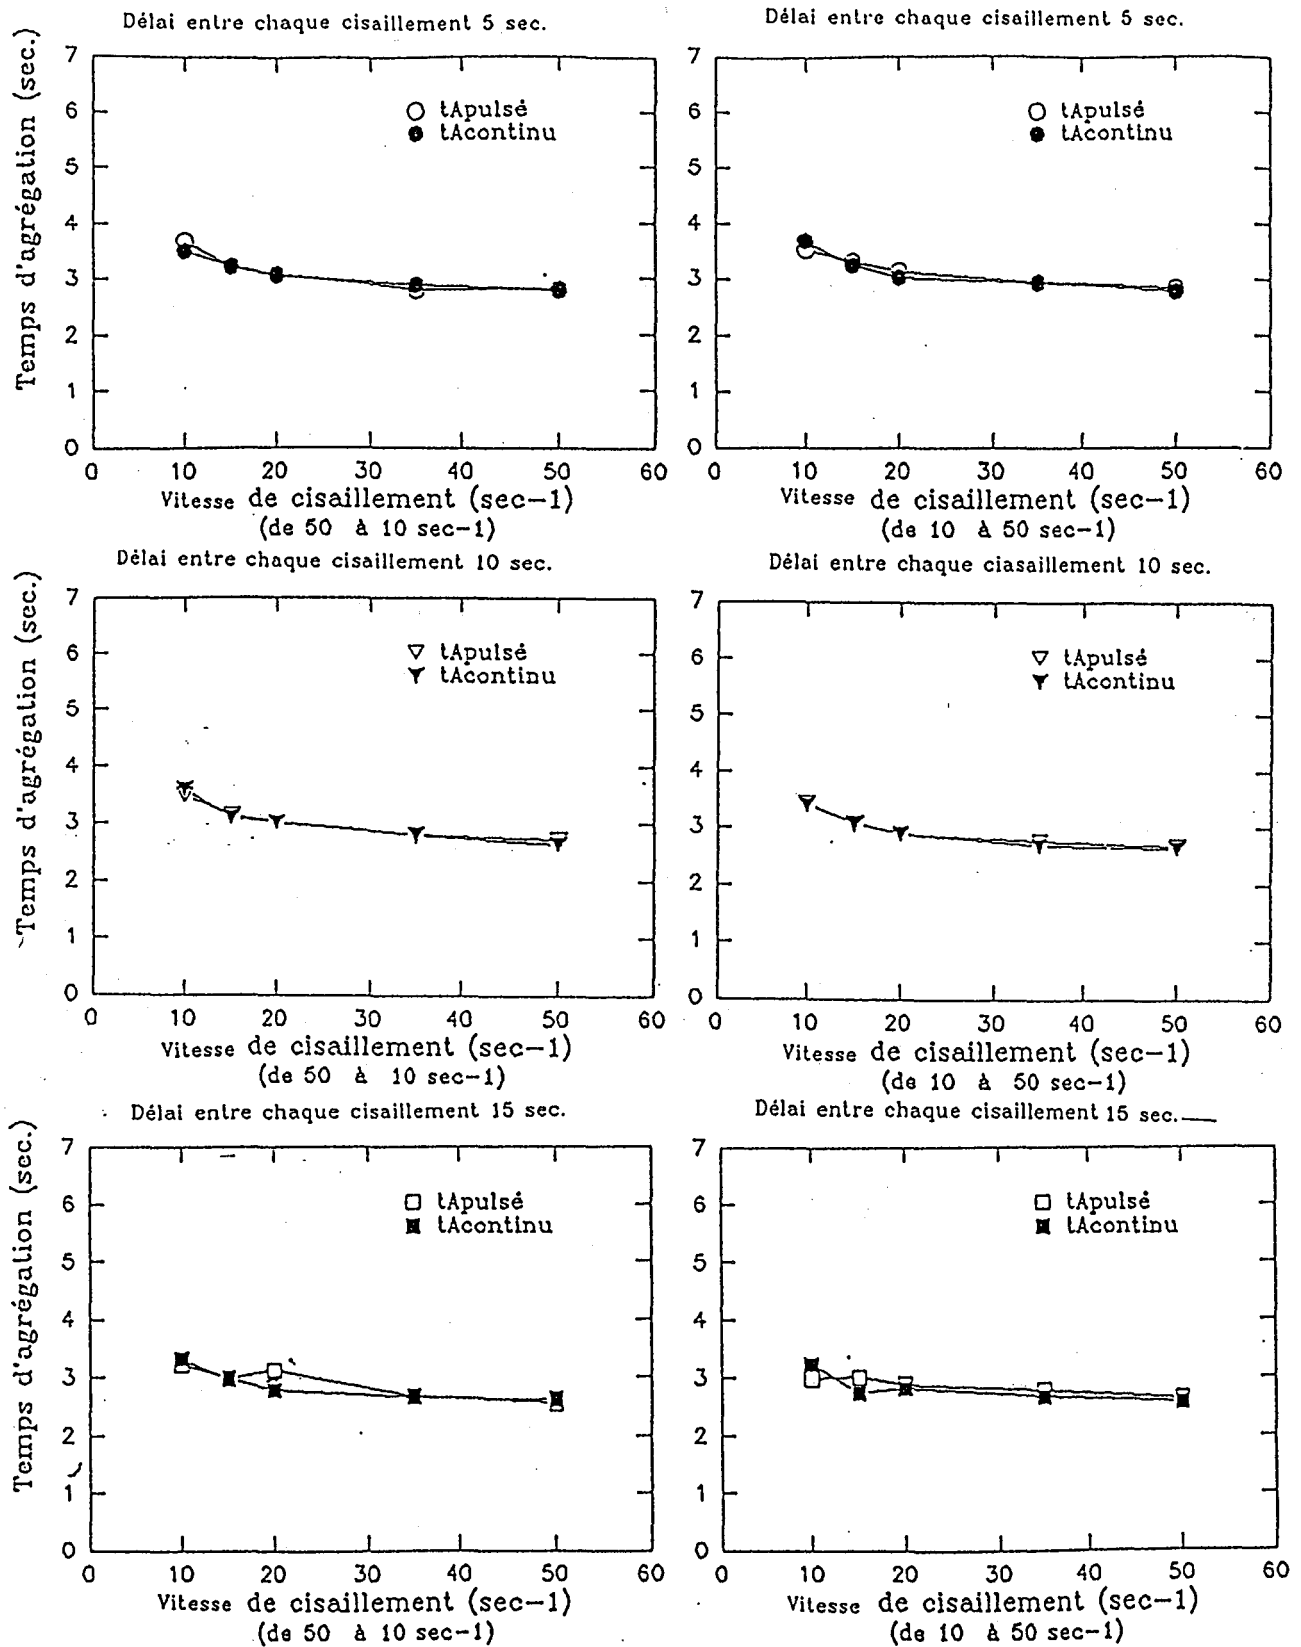 Délai entre chaque cisaillement 5 sec.
Temps d'agrégation (sec.)
7
6
5
4
3
2
1
0
tApulsé
tAcontinu
0 10 20 30 40 50 60
Vitesse de cisaillement (sec-1)
(de 50 à 10 sec-1)
Délai entre chaque cisaillement 5 sec.
7
6
5
4
3
2
1
0
tApulsé
tAcontinu
0 10 20 30 40 50 60
Vitesse de cisaillement (sec-1)
(de 10 à 50 sec-1)
Délai entre chaque cisaillement 10 sec.
Temps d'agrégation (sec.)
7
6
5
4
3
2
1
0
tApulsé
tAcontinu
0 10 20 30 40 50 60
Vitesse de cisaillement (sec-1)
(de 50 à 10 sec-1)
Délai entre chaque ciasaillement 10 sec.
7
6
5
4
3
2
1
0
tApulsé
tAcontinu
0 10 20 30 40 50 60
Vitesse de cisaillement (sec-1)
(de 10 à 50 sec-1)
Délai entre chaque cisaillement 15 sec.
Temps d'agrégation (sec.)
7
6
5
4
3
2
1
0
tApulsé
tAcontinu
0 10 20 30 40 50 60
Vitesse de cisaillement (sec-1)
(de 50 à 10 sec-1)
Délai entre chaque cisaillement 15 sec.
7
6
5
4
3
2
1
0
tApulsé
tAcontinu
0 10 20 30 40 50 60
Vitesse de cisaillement (sec-1)
(de 10 à 50 sec-1)